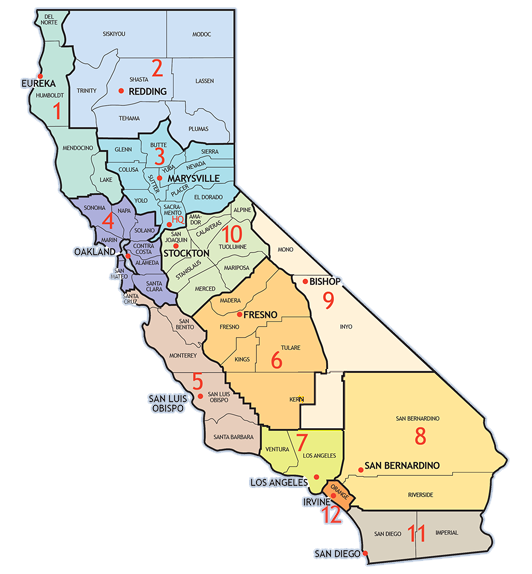 DEL
NORTE
SISKIYOU
MODOC
2
SHASTA
EUREKA
HUMBOLDT
TRINITY
REDDING
LASSEN
1
TEHAMA
PLUMAS
MENDOCINO
GLENN
BUTTE
3
SIERRA
COLUSA
YUBA
NEVADA
SUTTER
MARYSVILLE
PLACER
LAKE
YOLO
EL DORADO
SONOMA
NAPA
SACRA-
MENTO
HQ
AMA-
DOR
ALPINE
4
SOLANO
MARIN
CALAVERAS
10
SAN
JOAQUIN
OAKLAND
CONTRA
COSTA
STOCKTON
TUOLUMNE
MONO
ALAMEDA
SAN
MATEO
STANISLAUS
MARIPOSA
SANTA
CLARA
MERCED
BISHOP
SANTA
CRUZ
MADERA
9
SAN
BENITO
FRESNO
FRESNO
INYO
MONTEREY
KINGS
6
TULARE
5
SAN LUIS
OBISPO
SAN LUIS
OBISPO
KERN
SAN BERNARDINO
SANTA BARBARA
7
8
VENTURA
LOS ANGELES
SAN BERNARDINO
LOS ANGELES
ORANGE
RIVERSIDE
IRVINE
12
11
SAN DIEGO
IMPERIAL
SAN DIEGO